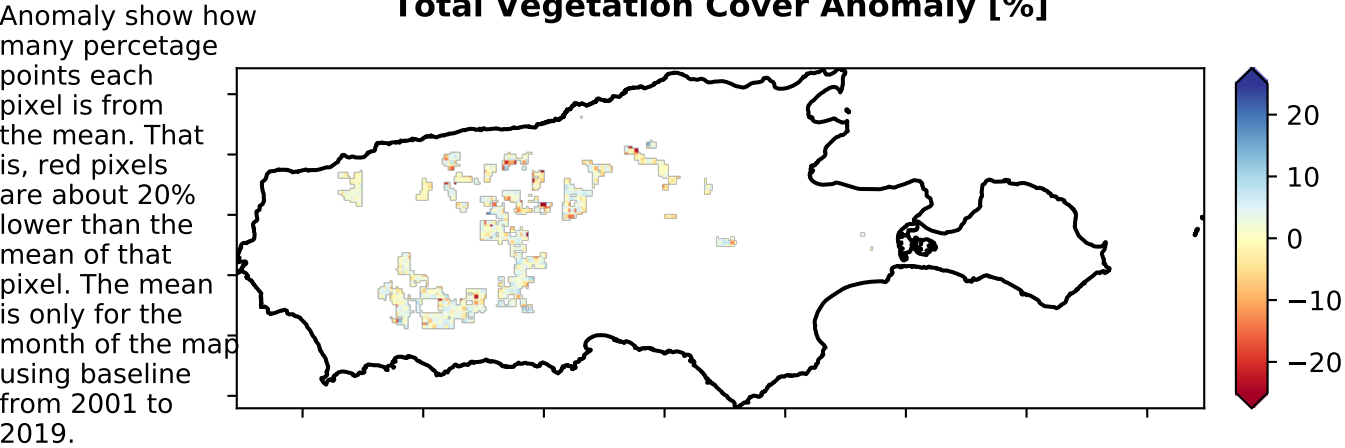 Total Vegetation Cover Anomaly [%]
Anomaly show how
many percetage
points each
pixel is from
the mean. That
is, red pixels
are about 20%
lower than the
mean of that
pixel. The mean
is only for the
month of the map
using baseline
from 2001 to
2019.
20
10
0
−10
−20